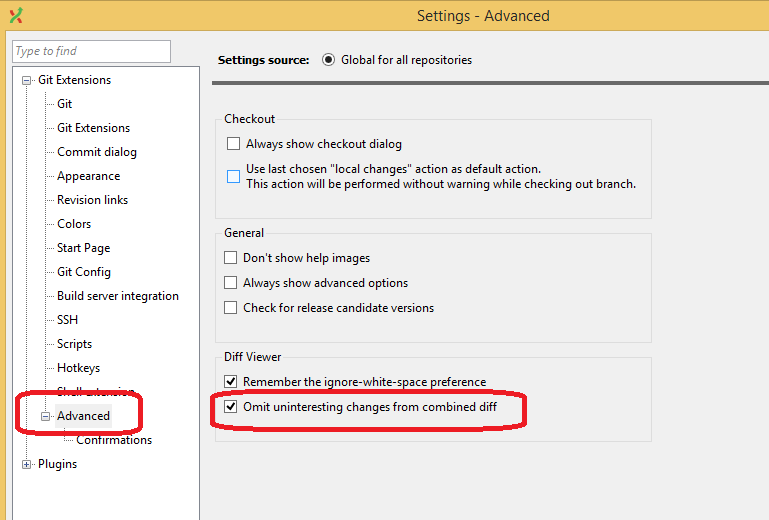 Settings - Advanced
Type to find
Settings source: Global for all repositories
Git Extensions
Git
Git Extensions
Commit dialog
Appearance
Revision links
Colors
Start Page
Git Config
Build server integration
SSH
Scripts
Hotkeys
Shell extension
Advanced
Confirmations
Plugins
Checkout
Always show checkout dialog
Use last chosen "local changes" action as default action.
This action will be performed without warning while checking out branch.
General
Don't show help images
Always show advanced options
Check for release candidate versions
Diff Viewer
Remember the ignore-white-space preference
Omit uninteresting changes from combined diff